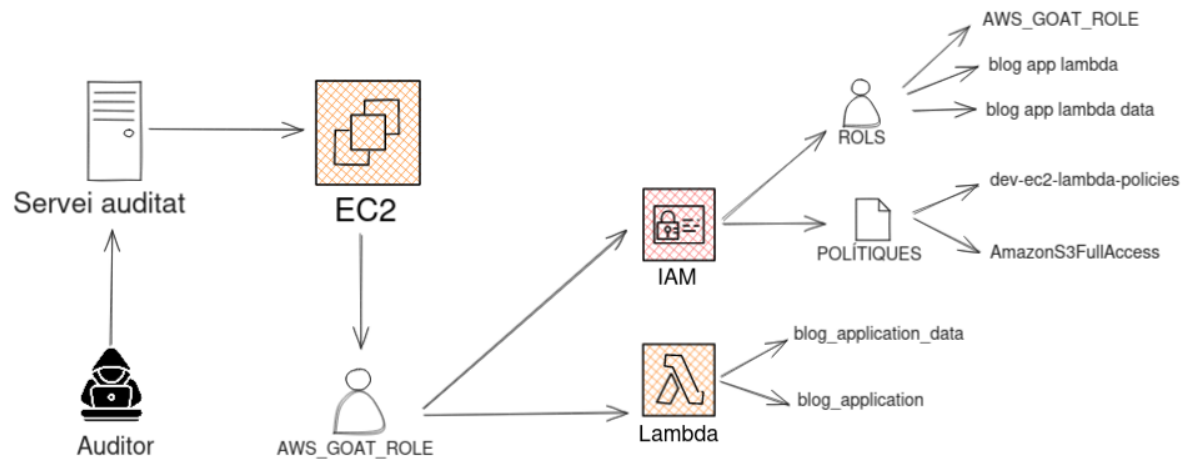 AWS_GOAT_ROLE
blog app lambda
blog app lambda data
ROLS
Servei auditat
EC2
dev-ec2-lambda-policies
POLÍTIQUES
AmazonS3FullAccess
IAM
blog_application_data
blog_application
Lambda
Auditor
AWS_GOAT_ROLE